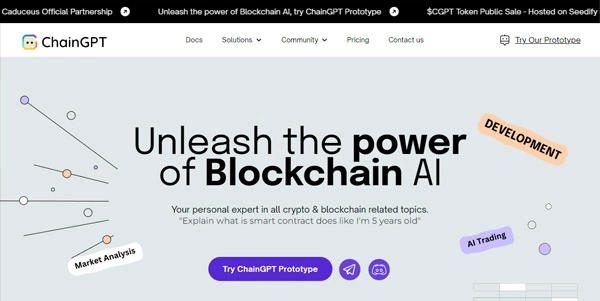 Caduceus Official Partnership Unleash the power of Blockchain AI, try ChainGPT Prototype $CGPT Token Public Sale - Hosted on Seedify
ChainGPT Docs Solutions Community Pricing Contact us Try Our Prototype
DEVELOPMENT
Unleash the power
of Blockchain AI
Your personal expert in all crypto & blockchain related topics.
"Explain what is smart contract does like I'm 5 years old"
AI Trading
Market Analysis
Try ChainGPT Prototype